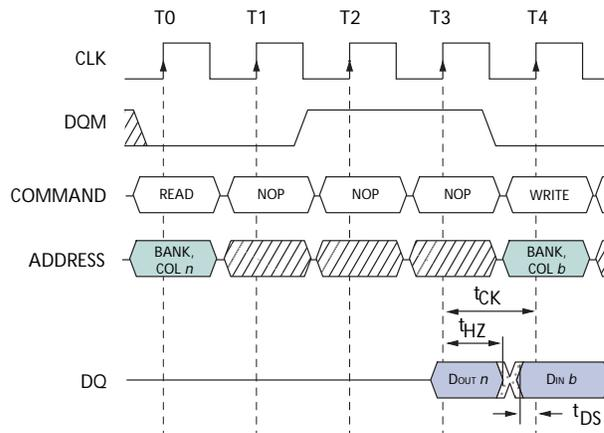 T0 T1 T2 T3 T4
CLK
DQM
COMMAND READ NOP NOP NOP WRITE
ADDRESS BANK, COL n BANK, COL b
tCK
tHZ
DQ DOUT n DIN b
tDS